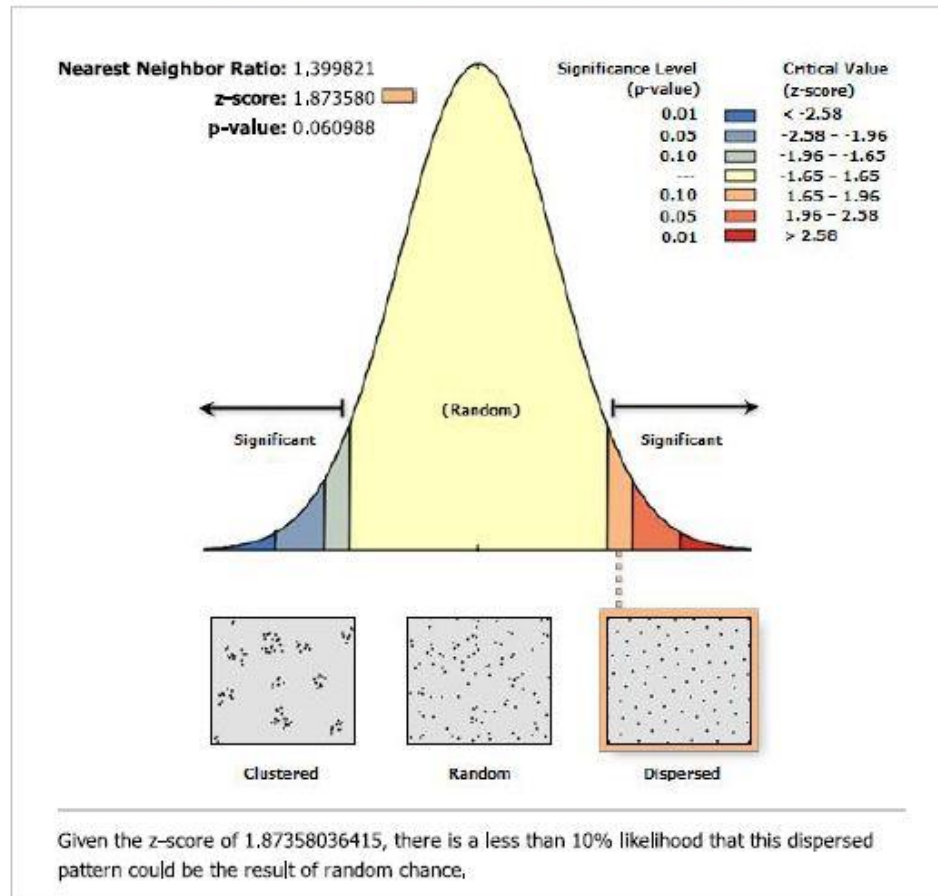 Nearest Neighbor Ratio: 1.399821
z-score: 1.873580
p-value: 0.060988
Significance Level
(p-value)
Critical Value
(z-score)
0.01 < -2.58
0.05 -2.58 – -1.96
0.10 -1.96 – -1.65
--- -1.65 – 1.65
0.10 1.65 – 1.96
0.05 1.96 – 2.58
0.01 > 2.58
(Random)
Significant
Significant
Clustered
Random
Dispersed
Given the z-score of 1.87358036415, there is a less than 10% likelihood that this dispersed
pattern could be the result of random chance.